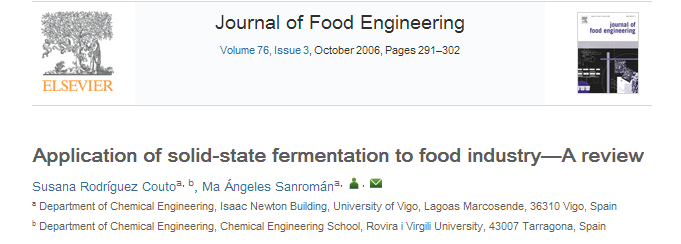 Journal of Food Engineering
Volume 76, Issue 3, October 2006, Pages 291–302
ELSEVIER
journal of
food engineering
Application of solid-state fermentation to food industry—A review
Susana Rodríguez Couto a, b, Ma Ángeles Sanromán a,
a Department of Chemical Engineering, Isaac Newton Building, University of Vigo, Lagoas Marcosende, 36310 Vigo, Spain
b Department of Chemical Engineering, Chemical Engineering School, Rovira i Virgili University, 43007 Tarragona, Spain